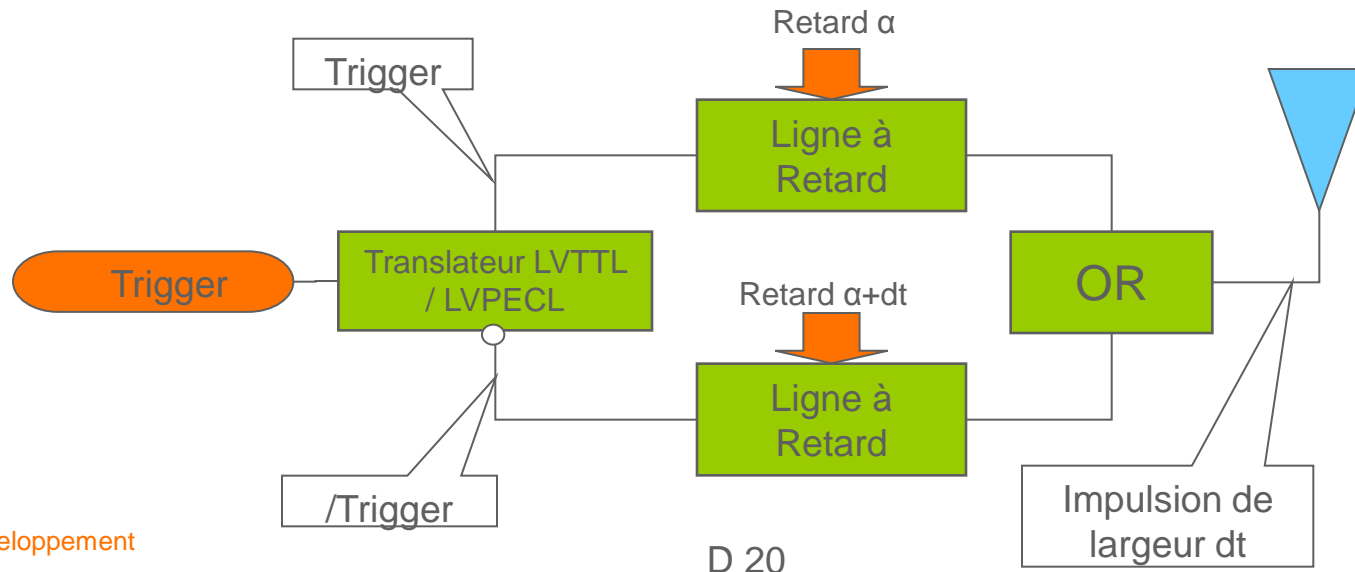 Retard α
Trigger
Ligne à
Retard
Trigger
Translateur LVTTL
/ LVPECL
OR
Retard α+dt
Ligne à
Retard
/Trigger
Impulsion de
largeur dt
eloppement
D 20